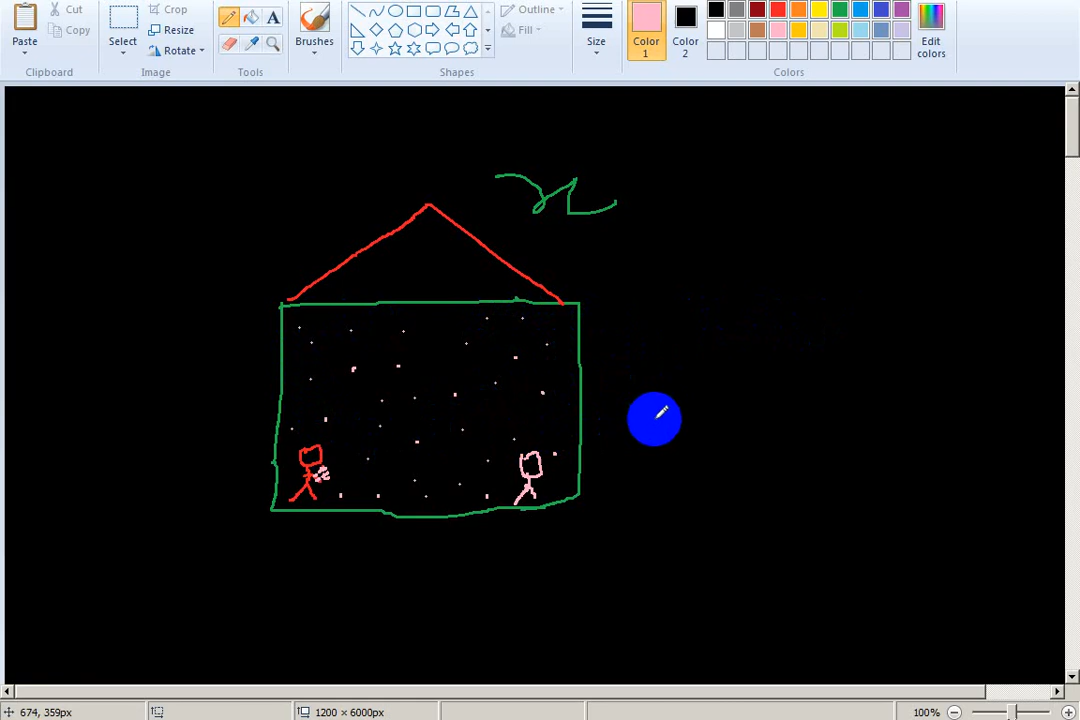 Paste
Cut
Copy
Clipboard
Select
Crop
Resize
Rotate
Image
A
Tools
Brushes
Outline
Fill
Shapes
Size
Color
1
Color
2
Edit
colors
Colors
674, 359px
1200 × 6000px
100%